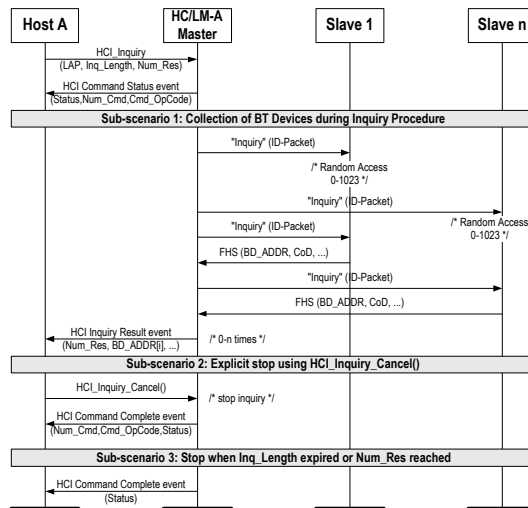 Host A
HC/LM-A
Master
Slave 1
Slave n
HCI_Inquiry
(LAP, Inq_Length, Num_Res)
HCI Command Status event
(Status,Num_Cmd,Cmd_OpCode)
Sub-scenario 1: Collection of BT Devices during Inquiry Procedure
"Inquiry" (ID-Packet)
/* Random Access
0-1023 */
"Inquiry" (ID-Packet)
/* Random Access
0-1023 */
"Inquiry" (ID-Packet)
FHS (BD_ADDR, CoD, ...)
"Inquiry" (ID-Packet)
FHS (BD_ADDR, CoD, ...)
HCI Inquiry Result event
(Num_Res, BD_ADDR[i], ...)
/* 0-n times */
Sub-scenario 2: Explicit stop using HCI_Inquiry_Cancel()
HCI_Inquiry_Cancel()
/* stop inquiry */
HCI Command Complete event
(Num_Cmd,Cmd_OpCode,Status)
Sub-scenario 3: Stop when Inq_Length expired or Num_Res reached
HCI Command Complete event
(Status)